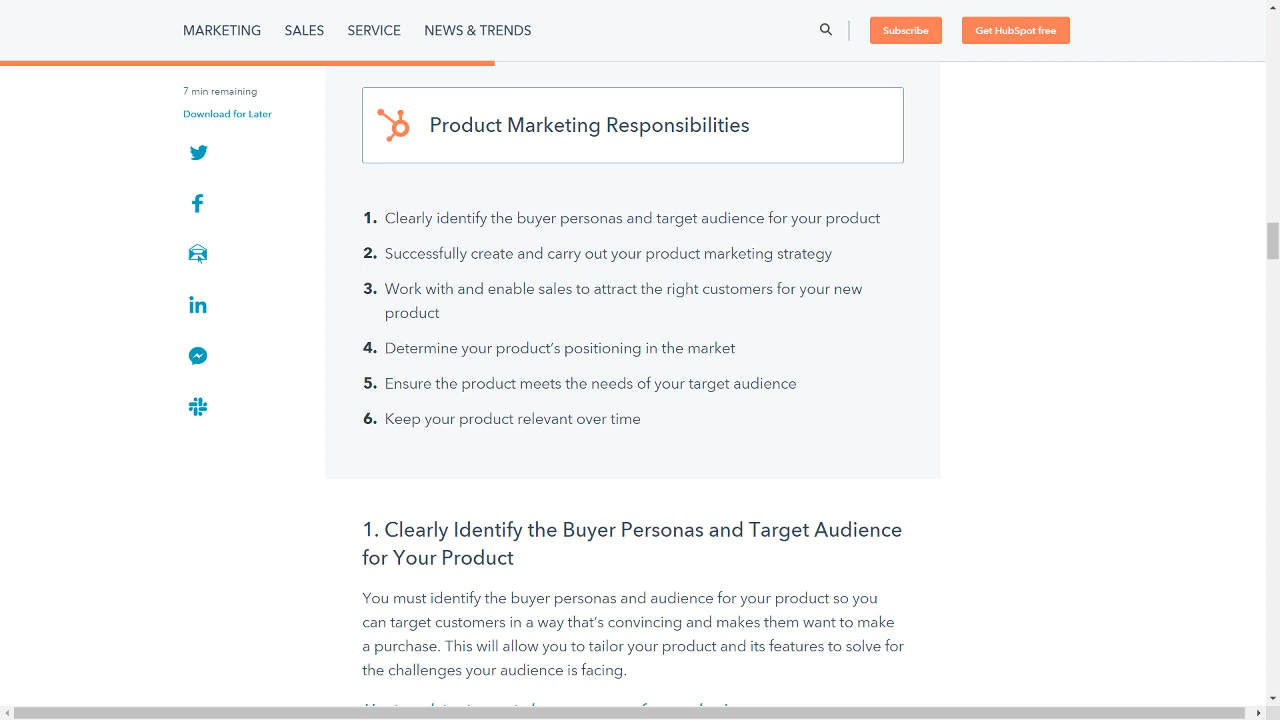 MARKETING SALES SERVICE NEWS & TRENDS Subscribe Get HubSpot free
7 min remaining
Download for Later
Product Marketing Responsibilities
1. Clearly identify the buyer personas and target audience for your product
2. Successfully create and carry out your product marketing strategy
3. Work with and enable sales to attract the right customers for your new
product
4. Determine your product’s positioning in the market
5. Ensure the product meets the needs of your target audience
6. Keep your product relevant over time
1. Clearly Identify the Buyer Personas and Target Audience
for Your Product
You must identify the buyer personas and audience for your product so you
can target customers in a way that’s convincing and makes them want to make
a purchase. This will allow you to tailor your product and its features to solve for
the challenges your audience is facing.